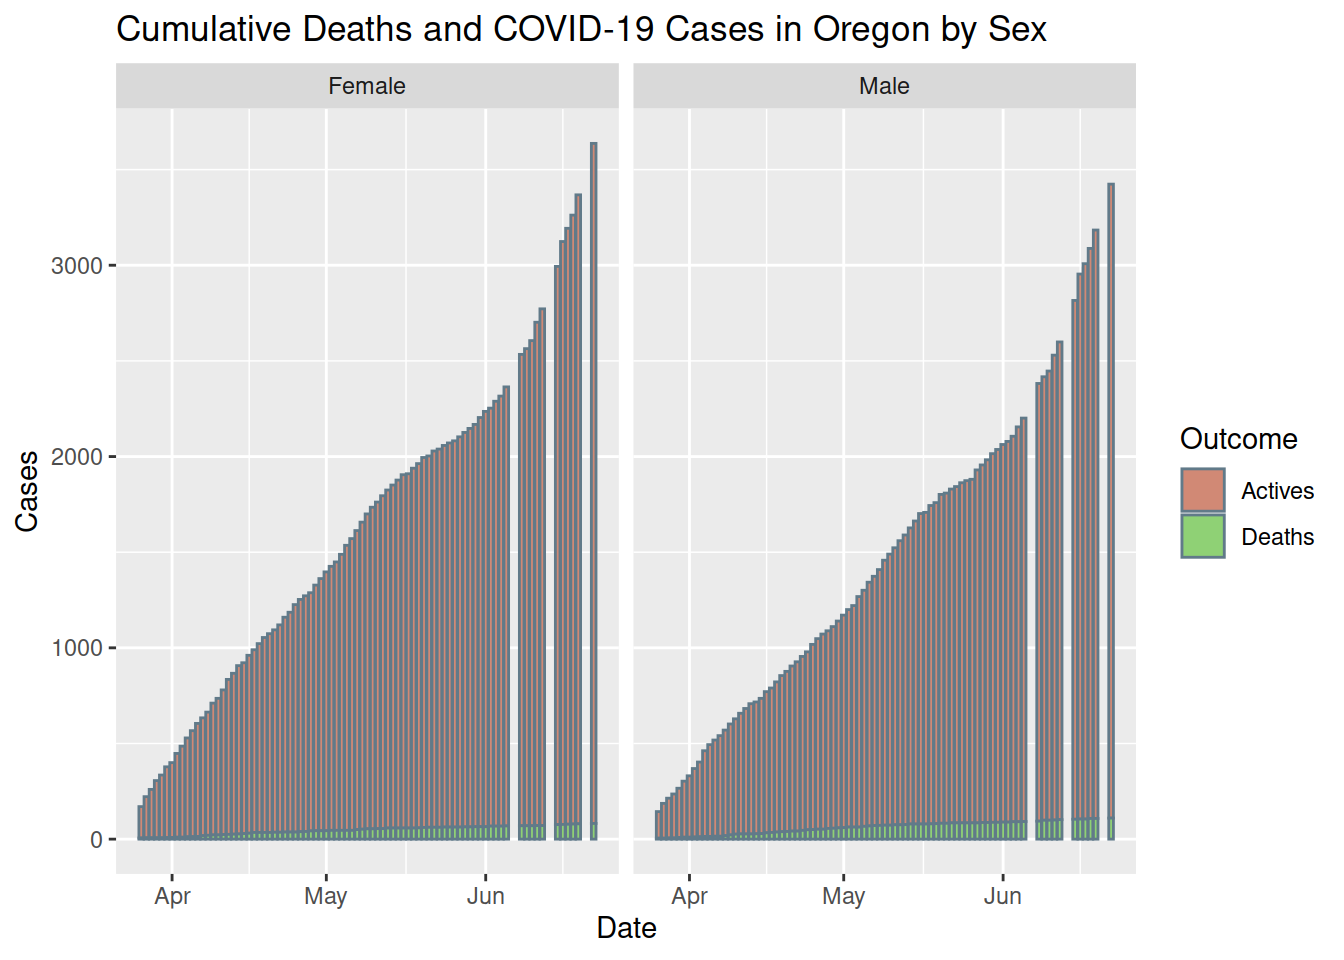 Cumulative Deaths and COVID-19 Cases in Oregon by Sex
Female
Male
Cases
3000
2000
1000
0
Apr
May
Jun
Apr
May
Jun
Date
Outcome
Actives
Deaths